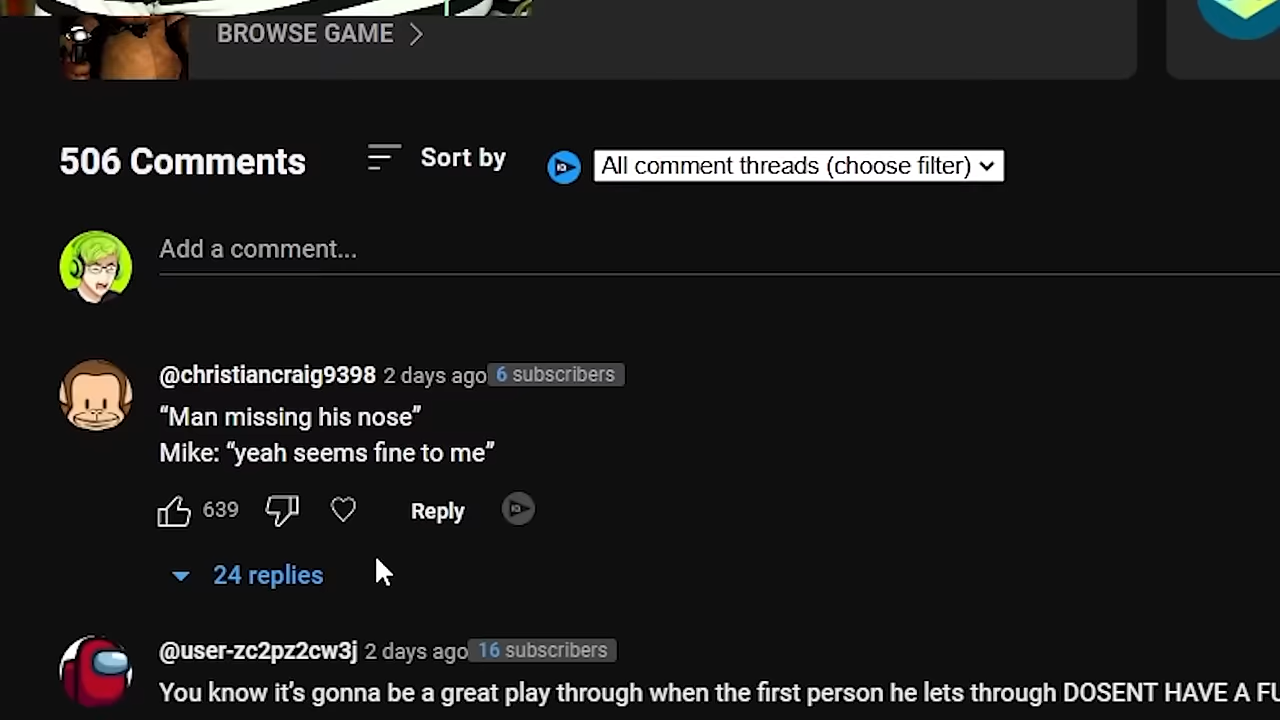 BROWSE GAME
506 Comments
Sort by
All comment threads (choose filter)
Add a comment...
@christiancraig9398 2 days ago 6 subscribers
“Man missing his nose”
Mike: “yeah seems fine to me”
639
Reply
24 replies
@user-zc2pz2cw3j 2 days ago 16 subscribers
You know it’s gonna be a great play through when the first person he lets through DOSENT HAVE A FU